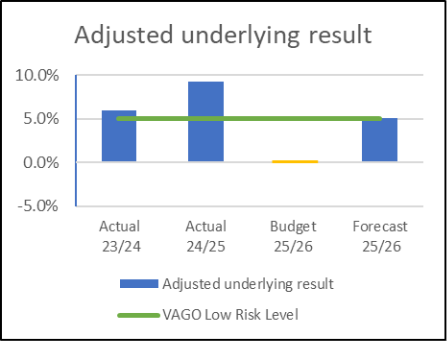 Adjusted underlying result
10.0%
5.0%
0.0%
-5.0%
Actual 23/24
Actual 24/25
Budget 25/26
Forecast 25/26
Adjusted underlying result
VAGO Low Risk Level